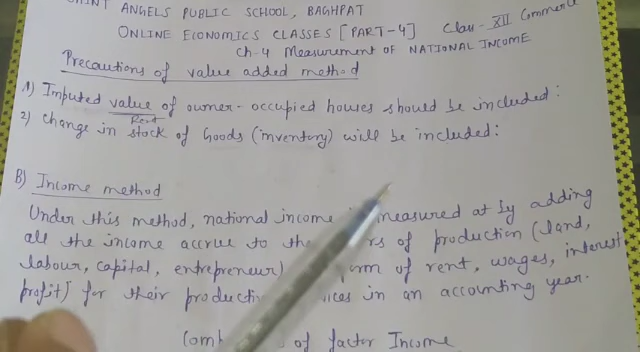 ANGELS PUBLIC SCHOOL, BAGHPAT
ONLINE ECONOMICS CLASSES [PART-4] Class- XII Commerce
Ch-4 Measurement OF NATIONAL INCOME
Precautions of value added method
1) Imputed value of owner-occupied houses should be included:
Rent
2) Change in stock of Goods (inventory) will be included:
B) Income method
Under this method, national income measured at by adding
all the income accrue to the of production (land,
labour, capital, entrepreneur) of rent, wages, interest
profit] for their in an accounting year.
of factor Income